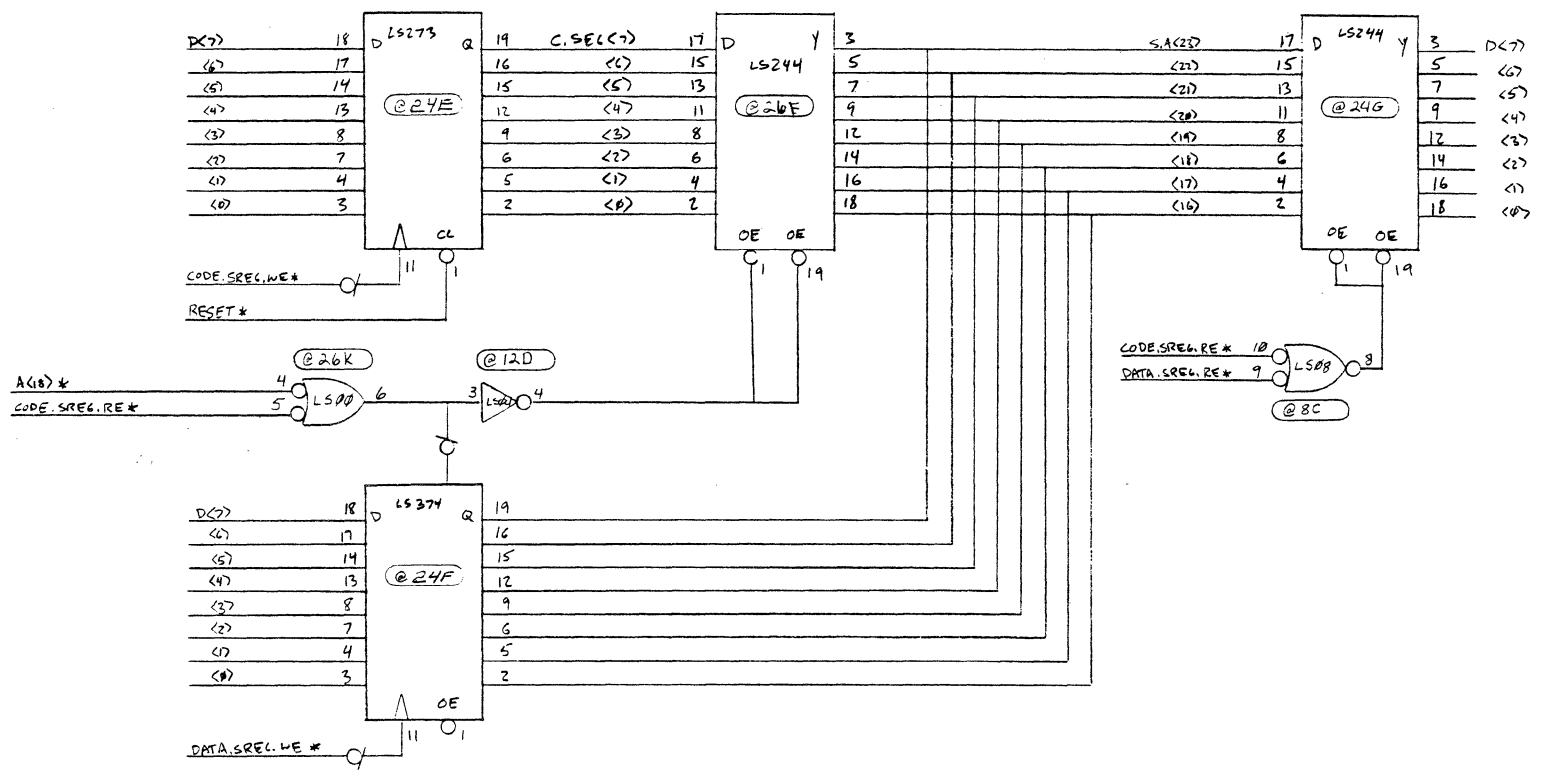 LS273
D<7> 18 D Q 19 C.SEG<7> 17 D Y 3 S.A<23> 17 D LS244 Y 3 D<7>
<6> 17 16 <6> 15 LS244 5 <22> 15 5 <6>
<5> 14 15 <5> 13 7 <21> 13 7 <5>
<4> 13 @24E 12 <4> 11 @26E 9 <20> 11 @24G 9 <4>
<3> 8 9 <3> 8 12 <19> 8 12 <3>
<2> 7 6 <2> 6 14 <18> 6 14 <2>
<1> 4 5 <1> 4 16 <17> 4 16 <1>
<0> 3 2 <0> 2 18 <16> 2 18 <0>
CL OE OE OE OE
11 1 1 19 1 19
CODE.SREG.WE*
RESET*
@26K @12D
CODE.SREG.RE* 10
DATA.SREG.RE* 9 LS08 8
@8C
A<18>* 4
CODE.SREG.RE* 5 LS00 6 3 4
LS374
D<7> 18 D Q 19
<6> 17 16
<5> 14 15
<4> 13 @24F 12
<3> 8 9
<2> 7 6
<1> 4 5
<0> 3 2
OE
11 1
DATA.SREG.WE*